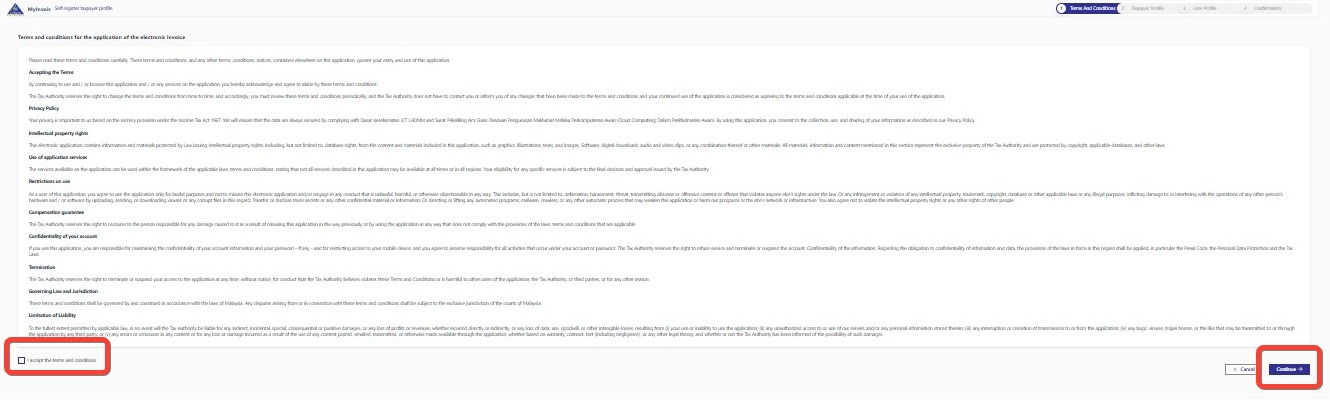 MyInvois Self register taxpayer profile
1 Terms And Conditions 2 Taxpayer Profile 3 User Profile 4 Confirmation
Terms and conditions for the application of the electronic invoice
Please read these terms and conditions carefully. These terms and conditions, and any other terms, conditions, notices, contained elsewhere on this application, govern your entry and use of this application
Accepting the Terms
By continuing to use and / or browse this application and / or any services on the application, you hereby acknowledge and agree to abide by these terms and conditions.
The Tax Authority reserves the right to change the terms and conditions from time to time, and accordingly, you must review these terms and conditions periodically, and the Tax Authority does not have to contact you or inform you of any changes that have been made to the terms and conditions and your continued use of the application is considered as agreeing to the terms and conditions applicable at the time of your use of the application.
Privacy Policy
Your privacy is important to us based on the secrecy provision under the Income Tax Act 1967. We will ensure that the data are always secured by complying with Dasar Keselamatan ICT LHDNM and Surat Pekeliling Am: Garis Panduan Pengurusan Maklumat Melalui Perkomputeran Awan (Cloud Computing) Dalam Perkhidmatan Awam. By using this application, you consent to the collection, use, and sharing of your information as described in our Privacy Policy
Intellectual property rights
This electronic application contains information and materials protected by Law issuing intellectual property rights, including, but not limited to, database rights, from the content and materials included in this application, such as graphics, illustrations, texts, and images, Software, digital downloads, audio and video clips, or any combination thereof or other materials. All materials, information and content mentioned in this section represent the exclusive property of the Tax Authority and are protected by copyright, applicable databases, and other laws.
Use of application services
The services available on the application can be used within the framework of the applicable laws, terms and conditions, noting that not all services described in this application may be available at all times or in all regions. Your eligibility for any specific services is subject to the final decision and approval issued by the Tax Authority.
Restrictions on use
As a user of this application, you agree to use the application only for lawful purposes and not to misuse this electronic application and/or engage in any conduct that is unlawful, harmful, or otherwise objectionable in any way; This includes, but is not limited to, defamation, harassment, threat, transmitting obscene or offensive content or offense that violates anyone else's rights under the law. Or any infringement or violation of any intellectual property, trademark, copyright, database or other applicable laws or any illegal purposes; Inflicting damage to or interfering with the operations of any other person's
hardware and / or software by uploading, sending, or downloading viruses or any corrupt files in this regard; Transfer or disclose trade secrets or any other confidential material or information; Or directing or lifting any automated programs, malware, crawlers, or any other automatic process that may weaken this application or harm our programs or the site's network or infrastructure. You also agree not to violate the intellectual property rights or any other rights of other people
Compensation guarantee
The Tax Authority reserves the right to recourse to the person responsible for any damage caused to it as a result of misusing this application in the way previously or by using the application in any way that does not comply with the provisions of the laws, terms and conditions that are applicable
Confidentiality of your account
If you use this application, you are responsible for maintaining the confidentiality of your account information and your password - if any - and for restricting access to your mobile device, and you agree to assume responsibility for all activities that occur under your account or password. The Tax Authority reserves the right to refuse service and terminate or suspend the account. Confidentiality of the information: Regarding the obligation to confidentiality of information and data, the provisions of the laws in force in this regard shall be applied, in particular the Penal Code, the Personal Data Protection and the Tax
Laws
Termination
The Tax Authority reserves the right to terminate or suspend your access to the application at any time, without notice, for conduct that the Tax Authority believes violates these Terms and Conditions or is harmful to other users of the application, the Tax Authority, or third parties, or for any other reason.
Governing Law and Jurisdiction
These terms and conditions shall be governed by and construed in accordance with the laws of Malaysia. Any disputes arising from or in connection with these terms and conditions shall be subject to the exclusive jurisdiction of the courts of Malaysia
Limitation of Liability
To the fullest extent permitted by applicable law, in no event will the Tax Authority be liable for any indirect, incidental, special, consequential or punitive damages, or any loss of profits or revenues, whether incurred directly or indirectly, or any loss of data, use, goodwill, or other intangible losses, resulting from (i) your use or inability to use the application; (ii) any unauthorized access to or use of our servers and/or any personal information stored therein; (iii) any interruption or cessation of transmission to or from the application; (iv) any bugs, viruses, trojan horses, or the like that may be transmitted to or through
the application by any third party; or (v) any errors or omissions in any content or for any loss or damage incurred as a result of the use of any content posted, emailed, transmitted, or otherwise made available through the application, whether based on warranty, contract, tort (including negligence), or any other legal theory, and whether or not the Tax Authority has been informed of the possibility of such damages.
I accept the terms and conditions
Cancel Continue